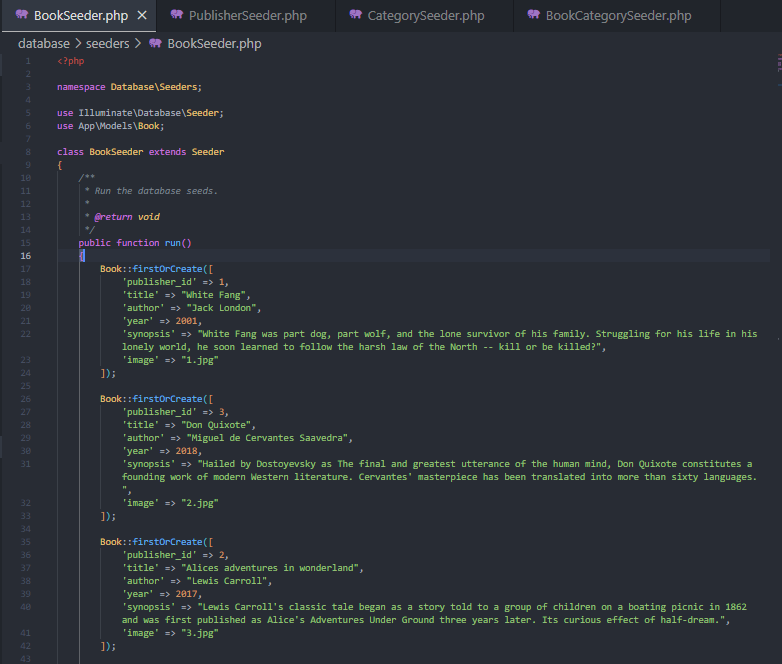 BookSeeder.php × PublisherSeeder.php CategorySeeder.php BookCategorySeeder.php
database > seeders > BookSeeder.php
1 <?php
2
3 namespace Database\Seeders;
4
5 use Illuminate\Database\Seeder;
6 use App\Models\Book;
7
8 class BookSeeder extends Seeder
9 {
10 /**
11 * Run the database seeds.
12 *
13 * @return void
14 */
15 public function run()
16 {
17 Book::firstOrCreate([
18 'publisher_id' => 1,
19 'title' => "White Fang",
20 'author' => "Jack London",
21 'year' => 2001,
22 'synopsis' => "White Fang was part dog, part wolf, and the lone survivor of his family. Struggling for his life in his
lonely world, he soon learned to follow the harsh law of the North -- kill or be killed?",
23 'image' => "1.jpg"
24 ]);
25
26 Book::firstOrCreate([
27 'publisher_id' => 3,
28 'title' => "Don Quixote",
29 'author' => "Miguel de Cervantes Saavedra",
30 'year' => 2018,
31 'synopsis' => "Hailed by Dostoyevsky as The final and greatest utterance of the human mind, Don Quixote constitutes a
founding work of modern Western literature. Cervantes' masterpiece has been translated into more than sixty languages.
",
32 'image' => "2.jpg"
33 ]);
34
35 Book::firstOrCreate([
36 'publisher_id' => 2,
37 'title' => "Alices adventures in wonderland",
38 'author' => "Lewis Carroll",
39 'year' => 2017,
40 'synopsis' => "Lewis Carroll's classic tale began as a story told to a group of children on a boating picnic in 1862
and was first published as Alice's Adventures Under Ground three years later. Its curious effect of half-dream.",
41 'image' => "3.jpg"
42 ]);
43